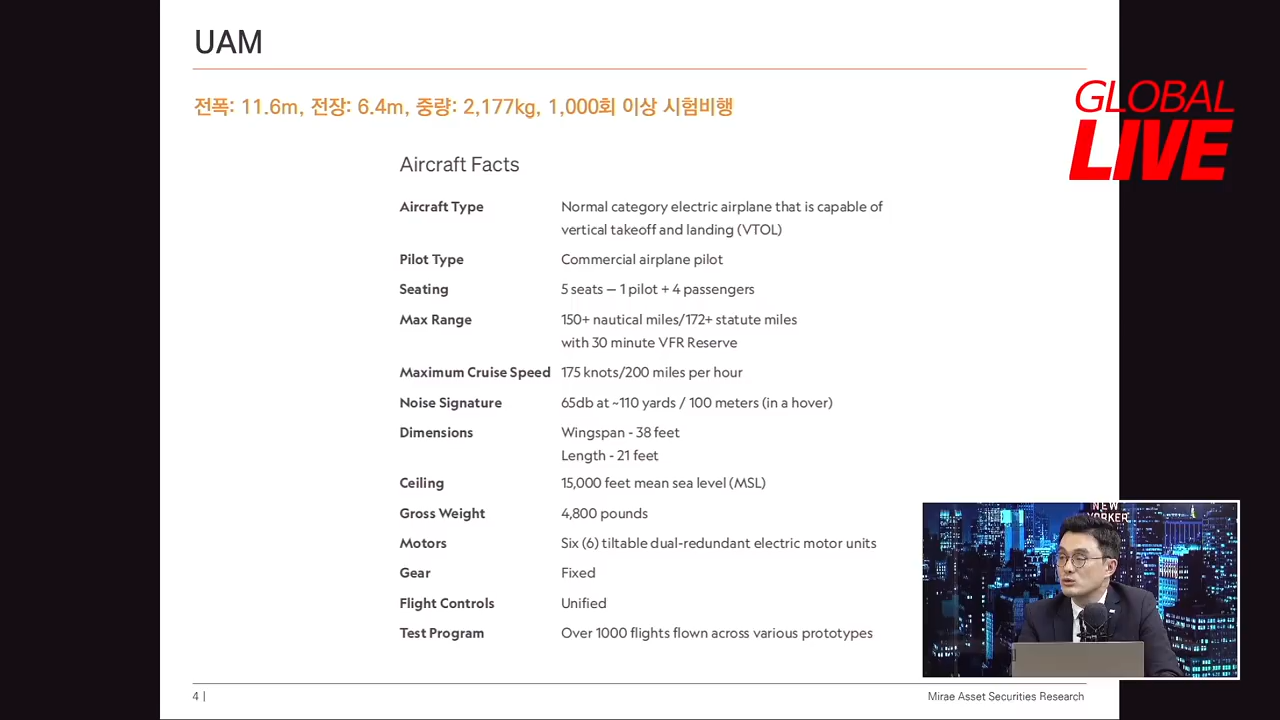 UAM
전폭: 11.6m, 전장: 6.4m, 중량: 2,177kg, 1,000회 이상 시험비행
GLOBAL
LIVE
Aircraft Facts
Aircraft Type Normal category electric airplane that is capable of
vertical takeoff and landing (VTOL)
Pilot Type Commercial airplane pilot
Seating 5 seats – 1 pilot + 4 passengers
Max Range 150+ nautical miles/172+ statute miles
with 30 minute VFR Reserve
Maximum Cruise Speed 175 knots/200 miles per hour
Noise Signature 65db at ~110 yards / 100 meters (in a hover)
Dimensions Wingspan - 38 feet
Length - 21 feet
Ceiling 15,000 feet mean sea level (MSL)
Gross Weight 4,800 pounds
Motors Six (6) tiltable dual-redundant electric motor units
Gear Fixed
Flight Controls Unified
Test Program Over 1000 flights flown across various prototypes
NEW
YORKER
4 |
Mirae Asset Securities Research